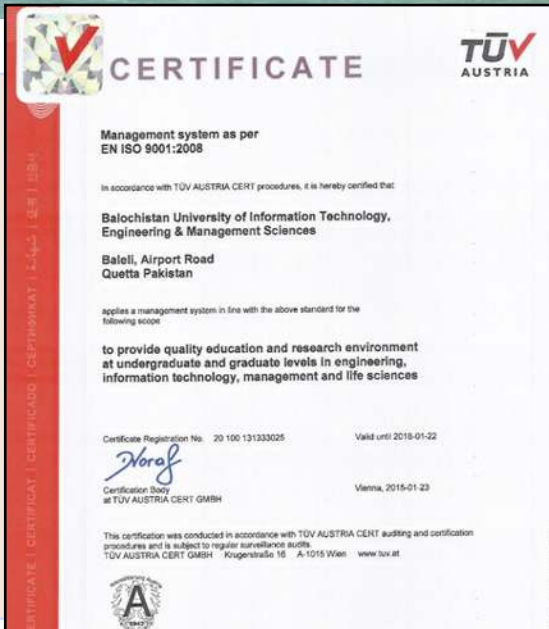 CERTIFICATE
TÜV
AUSTRIA
Management system as per
EN ISO 9001:2008
In accordance with TÜV AUSTRIA CERT procedures, it is hereby certified that
Balochistan University of Information Technology,
Engineering & Management Sciences
Baleli, Airport Road
Quetta Pakistan
applies a management system in line with the above standard for the
following scope
to provide quality education and research environment
at undergraduate and graduate levels in engineering,
information technology, management and life sciences
Certificate Registration No. 20 100 131333025
Valid until 2018-01-22
Certification Body
at TÜV AUSTRIA CERT GMBH
Vienna, 2015-01-23
This certification was conducted in accordance with TÜV AUSTRIA CERT auditing and certification
procedures and is subject to regular surveillance audits.
TÜV AUSTRIA CERT GMBH Krugerstraße 16 A-1015 Wien www.tuv.at
A
CERTIFICATE | CERTIFICAT | CERTIFICADO | СЕРТИФИКАТ | شهادة